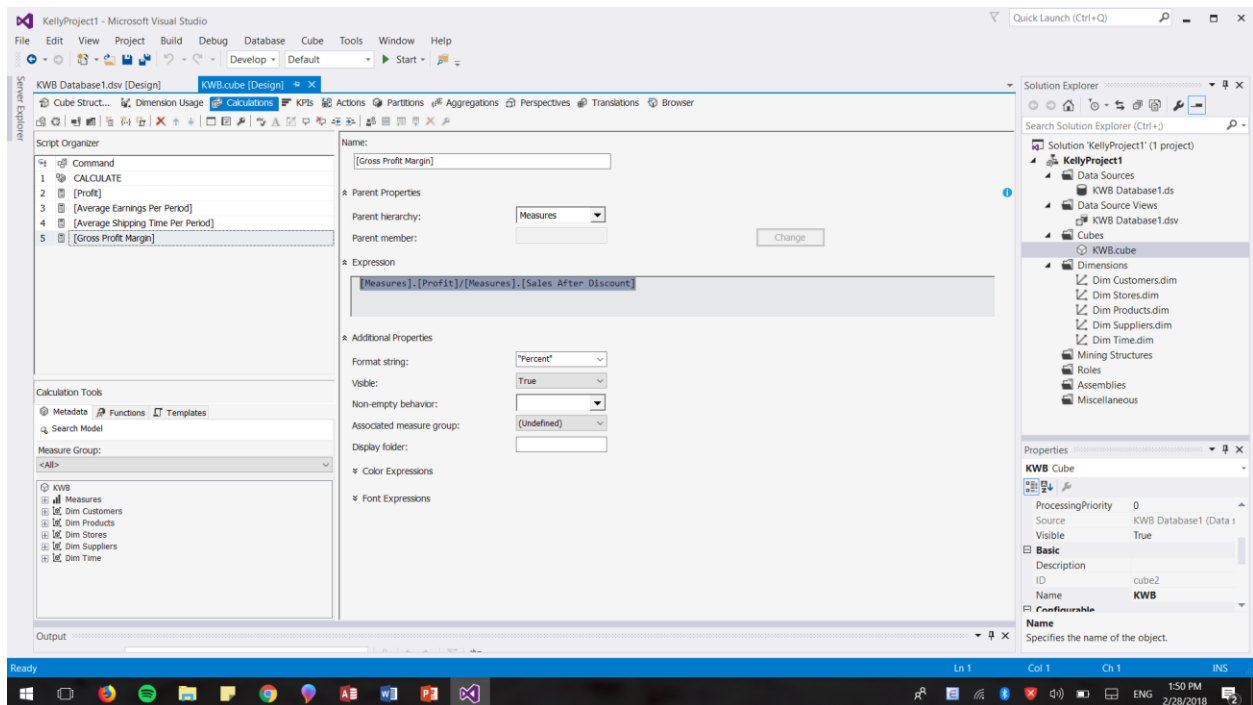 KellyProject1 - Microsoft Visual Studio
Quick Launch (Ctrl+Q)
File Edit View Project Build Debug Database Cube Tools Window Help
Develop Default Start
Server Explorer
KWB Database1.dsv [Design] KWB.cube [Design]
Cube Struct... Dimension Usage Calculations KPIs Actions Partitions Aggregations Perspectives Translations Browser
Script Organizer
Command
1 CALCULATE
2 [Profit]
3 [Average Earnings Per Period]
4 [Average Shipping Time Per Period]
5 [Gross Profit Margin]
Calculation Tools
Metadata Functions Templates
Search Model
Measure Group:
<All>
KWB
Measures
Dim Customers
Dim Products
Dim Stores
Dim Suppliers
Dim Time
Name:
[Gross Profit Margin]
Parent Properties
Parent hierarchy: Measures
Parent member: Change
Expression
[Measures].[Profit]/[Measures].[Sales After Discount]
Additional Properties
Format string: "Percent"
Visible: True
Non-empty behavior:
Associated measure group: (Undefined)
Display folder:
Color Expressions
Font Expressions
Output
Solution Explorer
Search Solution Explorer (Ctrl+;)
Solution 'KellyProject1' (1 project)
KellyProject1
Data Sources
KWB Database1.ds
Data Source Views
KWB Database1.dsv
Cubes
KWB.cube
Dimensions
Dim Customers.dim
Dim Stores.dim
Dim Products.dim
Dim Suppliers.dim
Dim Time.dim
Mining Structures
Roles
Assemblies
Miscellaneous
Properties
KWB Cube
ProcessingPriority 0
Source KWB Database1 (Data s
Visible True
Basic
Description
ID cube2
Name KWB
Configurable
Name
Specifies the name of the object.
Ready Ln 1 Col 1 Ch 1 INS
ENG
1:50 PM
2/28/2018
2